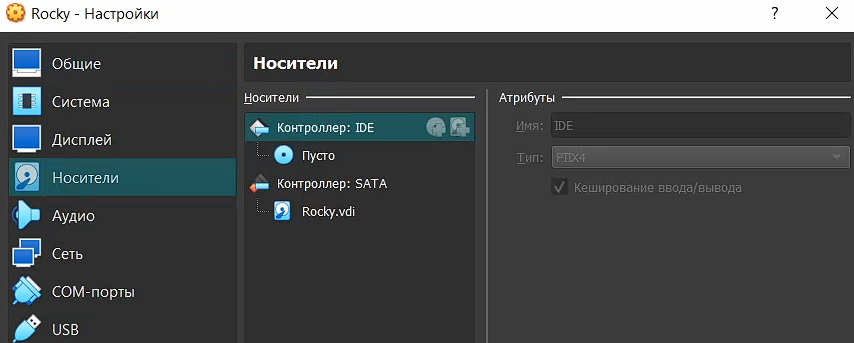 Rocky - Настройки ? ×
Общие
Система
Дисплей
Носители
Аудио
Сеть
COM-порты
USB
Носители
Носители
Контроллер: IDE
Пусто
Контроллер: SATA
Rocky.vdi
Атрибуты
Имя: IDE
Тип: PIIX4
Кеширование ввода/вывода